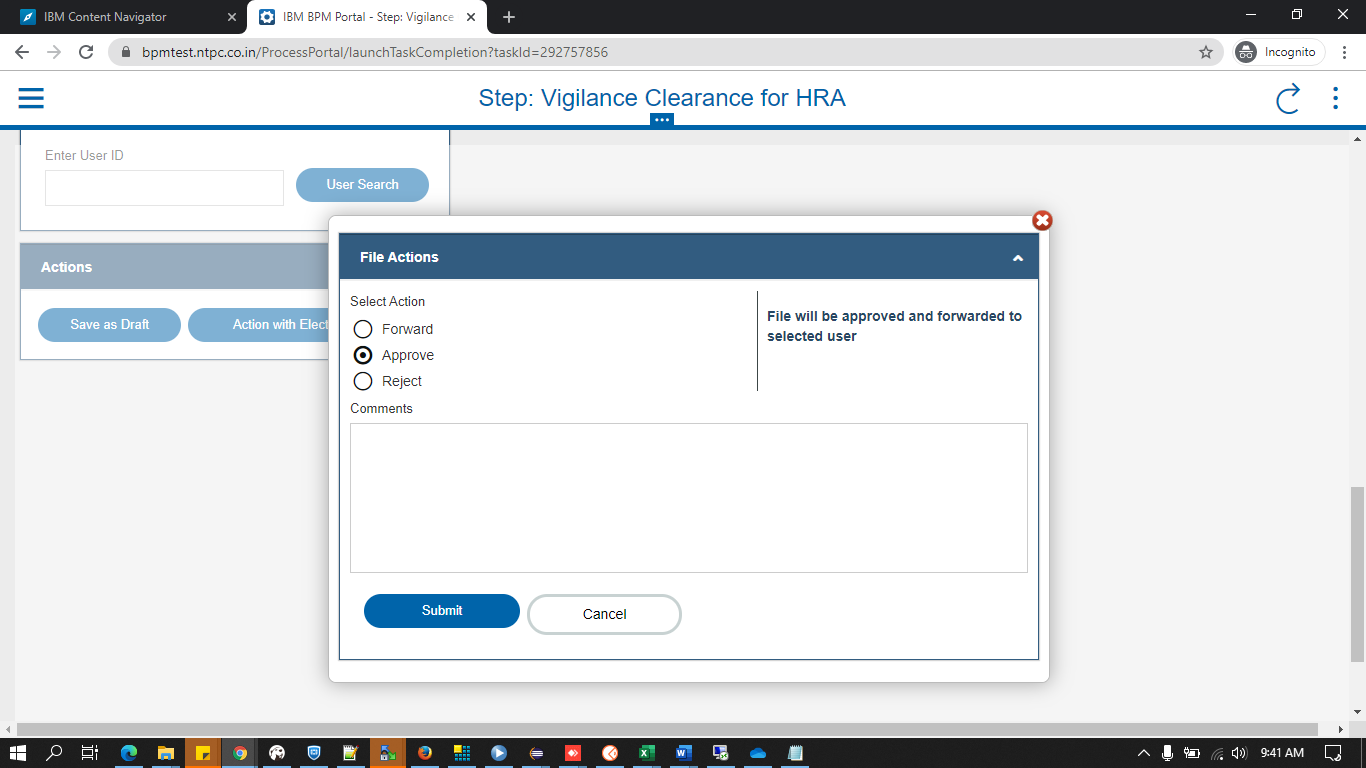 IBM Content Navigator
IBM BPM Portal - Step: Vigilance
bpmtest.ntpc.co.in/ProcessPortal/launchTaskCompletion?taskId=292757856
Incognito
Step: Vigilance Clearance for HRA
Enter User ID
User Search
Actions
Save as Draft
Action with Elect
File Actions
Select Action
Forward
Approve
Reject
File will be approved and forwarded to
selected user
Comments
Submit
Cancel
9:41 AM